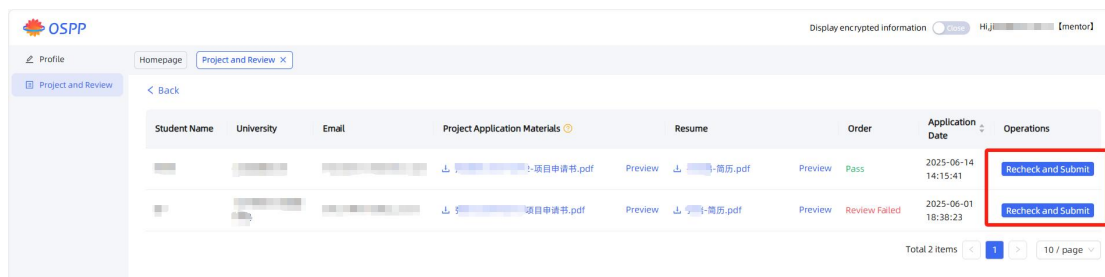 OSPP
Display encrypted information Close Hi,ji 【mentor】
Profile
Homepage Project and Review ×
Project and Review
< Back
Student Name University Email Project Application Materials ? Resume Order Application Date Operations
-项目申请书.pdf Preview -简历.pdf Preview Pass 2025-06-14 14:15:41 Recheck and Submit
项目申请书.pdf Preview -简历.pdf Preview Review Failed 2025-06-01 18:38:23 Recheck and Submit
Total 2 items < 1 > 10 / page